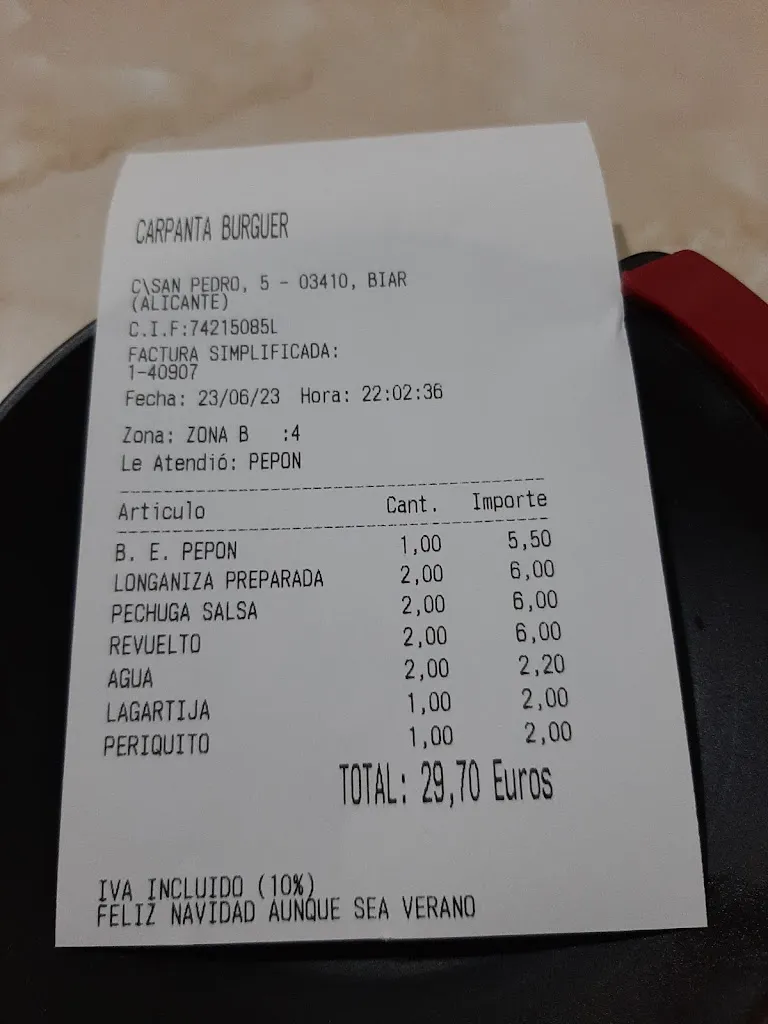 CARPANTA BURGUER
C\SAN PEDRO, 5 - 03410, BIAR
(ALICANTE)
C.I.F:74215085L
FACTURA SIMPLIFICADA:
1-40907
Fecha: 23/06/23 Hora: 22:02:36
Zona: ZONA B :4
Le Atendió: PEPON
Articulo Cant. Importe
B. E. PEPON 1,00 5,50
LONGANIZA PREPARADA 2,00 6,00
PECHUGA SALSA 2,00 6,00
REVUELTO 2,00 6,00
AGUA 2,00 2,20
LAGARTIJA 1,00 2,00
PERIQUITO 1,00 2,00
TOTAL: 29,70 Euros
IVA INCLUIDO (10%)
FELIZ NAVIDAD AUNQUE SEA VERANO